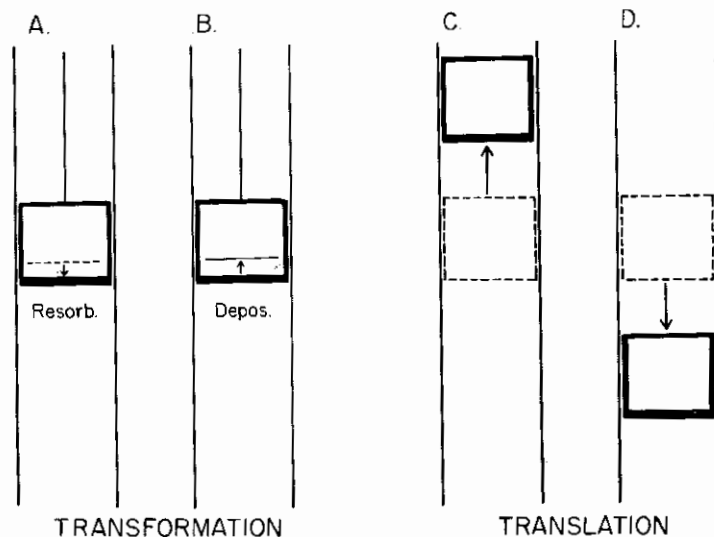 A. B. C. D.
Resorb. Depos.
TRANSFORMATION TRANSLATION